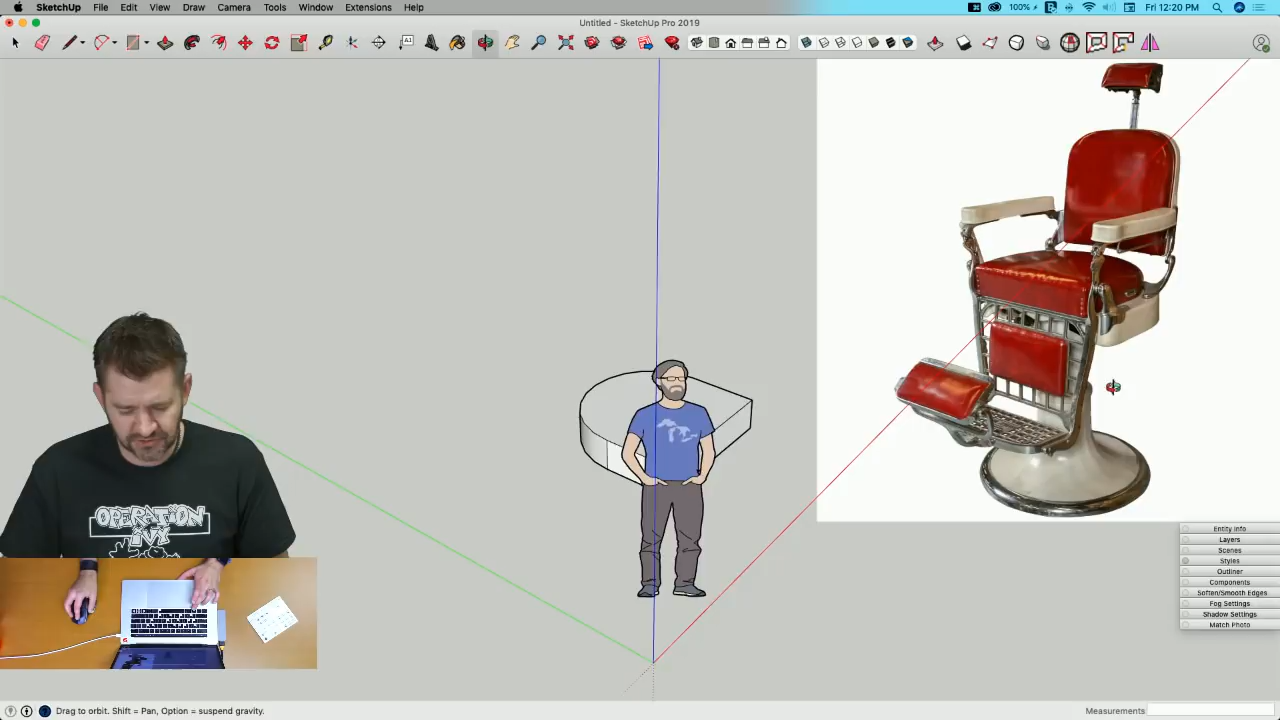 SketchUp File Edit View Draw Camera Tools Window Extensions Help
100% Fri 12:20 PM
Untitled - SketchUp Pro 2019
OPERATION
IVY
Entity Info
Layers
Scenes
Styles
Outliner
Components
Soften/Smooth Edges
Fog Settings
Shadow Settings
Match Photo
Drag to orbit. Shift = Pan, Option = suspend gravity.
Measurements